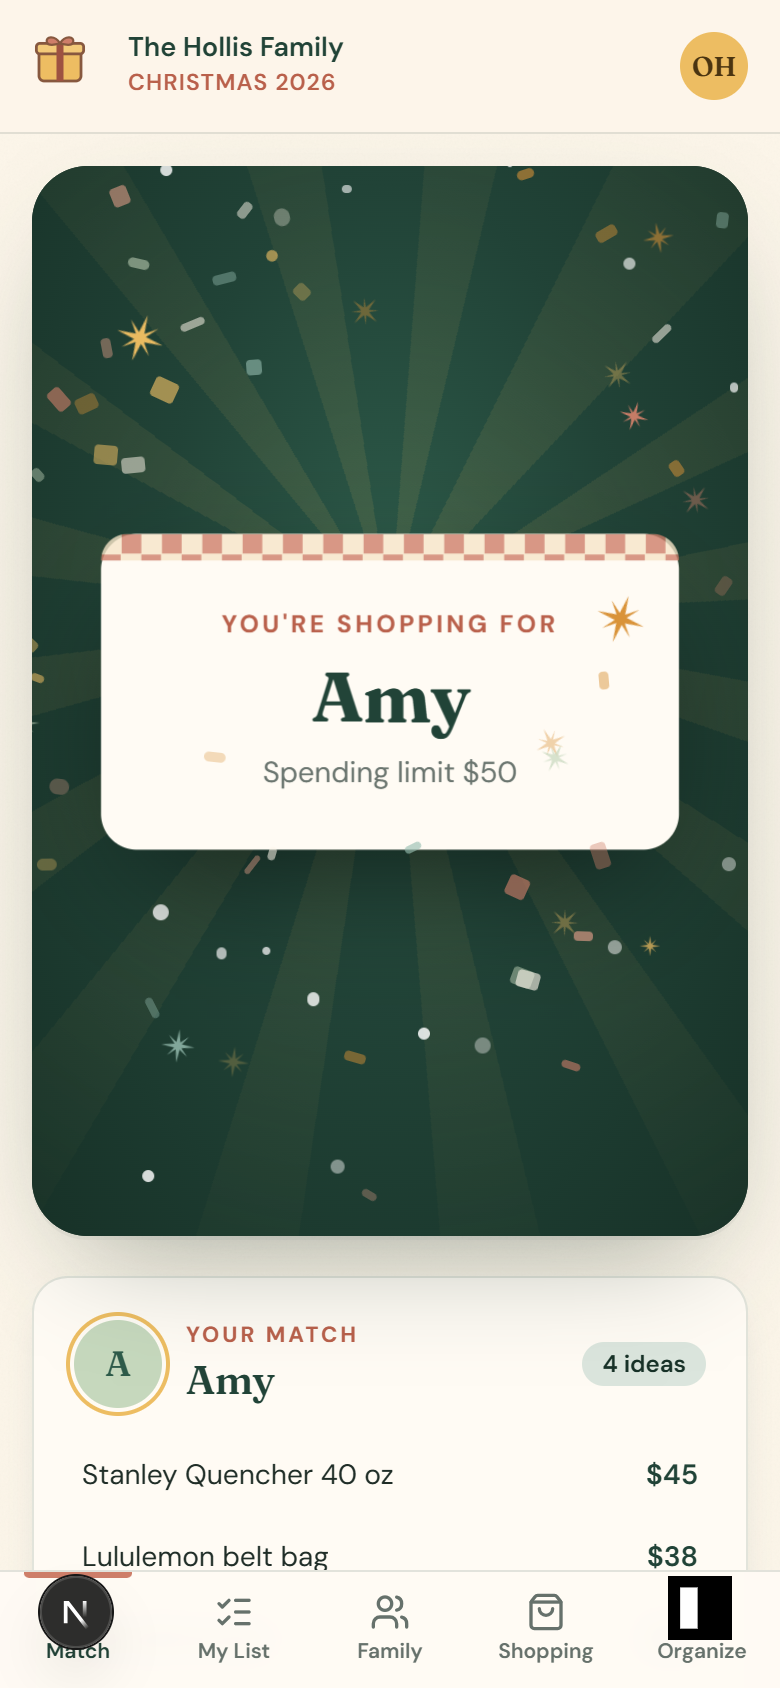 The Hollis Family
CHRISTMAS 2026
OH
YOU'RE SHOPPING FOR
Amy
Spending limit $50
A
YOUR MATCH
Amy
4 ideas
Stanley Quencher 40 oz $45
Lululemon belt bag $38
N
Match My List Family Shopping Organize